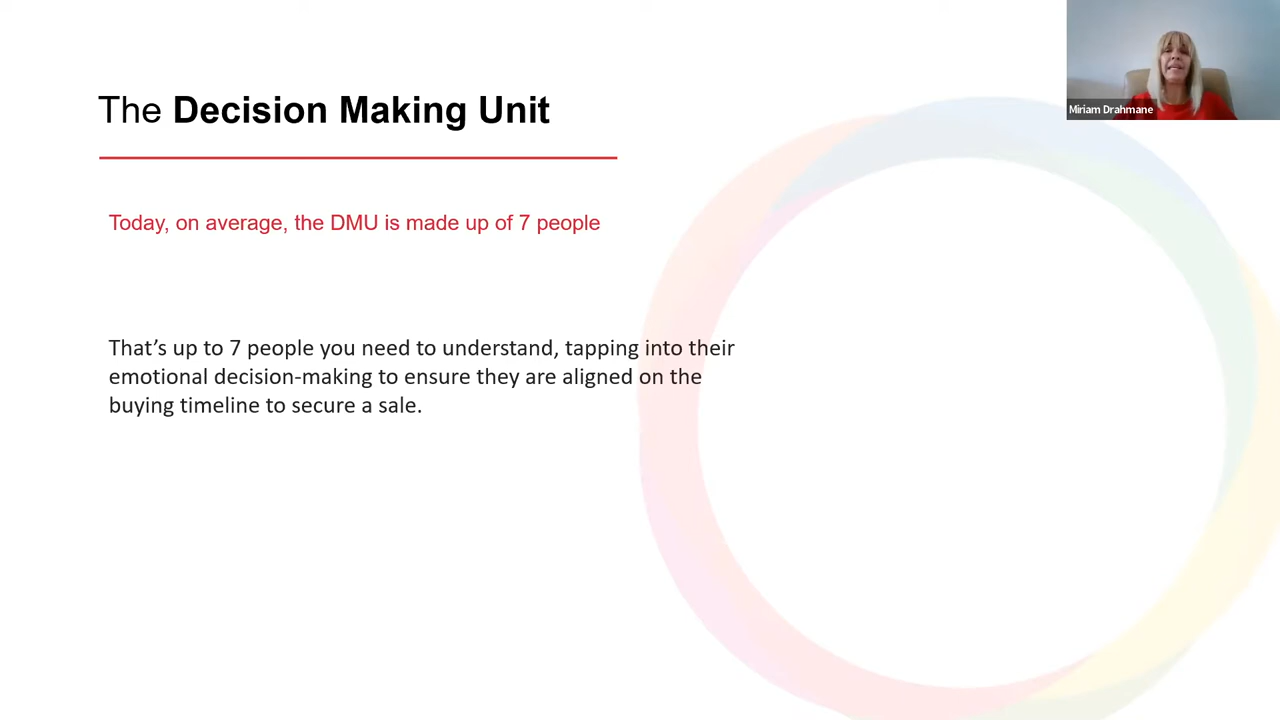 The Decision Making Unit
Miriam Drahmane
Today, on average, the DMU is made up of 7 people
That’s up to 7 people you need to understand, tapping into their
emotional decision-making to ensure they are aligned on the
buying timeline to secure a sale.